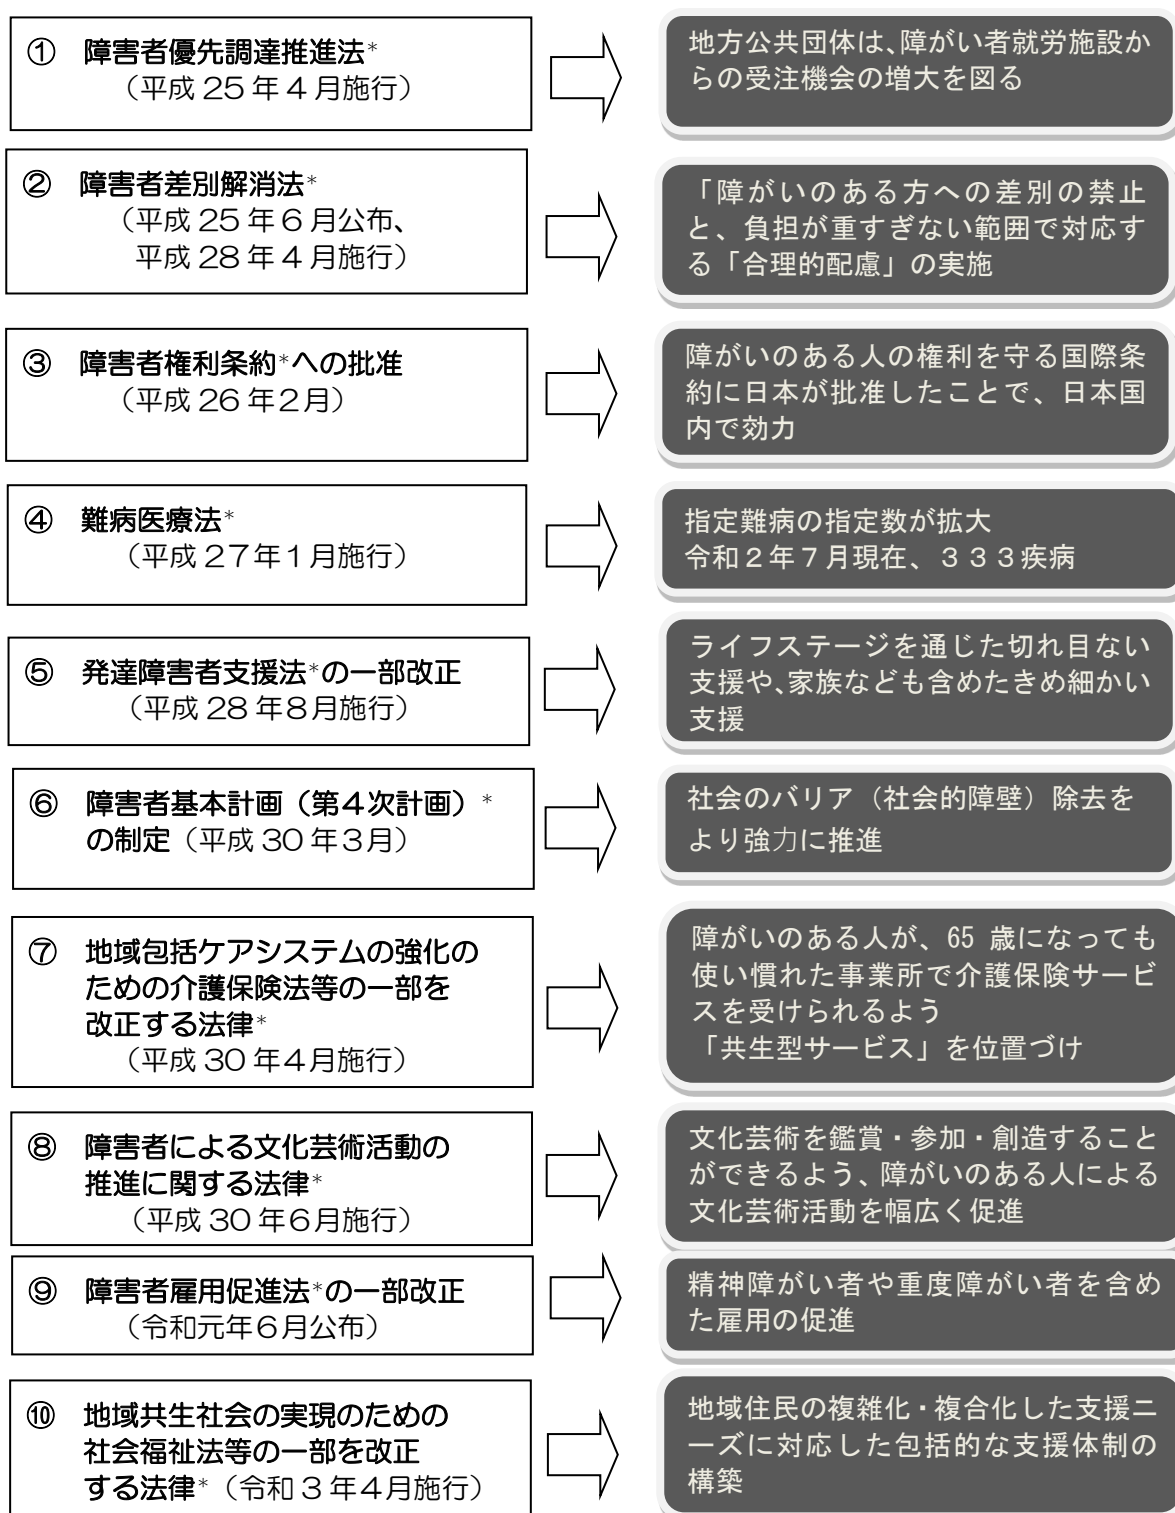 ① 障害者優先調達推進法*
（平成 25 年 4 月施行）
地方公共団体は、障がい者就労施設か
らの受注機会の増大を図る
② 障害者差別解消法*
（平成 25 年 6 月公布、
平成 28 年 4 月施行）
「障がいのある方への差別の禁止
と、負担が重すぎない範囲で対応す
る「合理的配慮」の実施
③ 障害者権利条約*への批准
（平成 26 年２月）
障がいのある人の権利を守る国際条
約に日本が批准したことで、日本国
内で効力
④ 難病医療法*
（平成 ２７年１月施行）
指定難病の指定数が拡大
令和２年７月現在、３３３疾病
⑤ 発達障害者支援法*の一部改正
（平成 28 年８月施行）
ライフステージを通じた切れ目ない
支援や、家族なども含めたきめ細かい
支援
⑥ 障害者基本計画（第４次計画）*
の制定（平成 30 年３月）
社会のバリア（社会的障壁）除去を
より強力に推進
⑦ 地域包括ケアシステムの強化の
ための介護保険法等の一部を
改正する法律*
（平成 30 年４月施行）
障がいのある人が、65 歳になっても
使い慣れた事業所で介護保険サービ
スを受けられるよう
「共生型サービス」を位置づけ
⑧ 障害者による文化芸術活動の
推進に関する法律*
（平成 30 年６月施行）
文化芸術を鑑賞・参加・創造すること
ができるよう、障がいのある人による
文化芸術活動を幅広く促進
⑨ 障害者雇用促進法*の一部改正
（令和元年６月公布）
精神障がい者や重度障がい者を含め
た雇用の促進
⑩ 地域共生社会の実現のための
社会福祉法等の一部を改正
する法律*（令和 3 年４月施行）
地域住民の複雑化・複合化した支援ニ
ーズに対応した包括的な支援体制の
構築